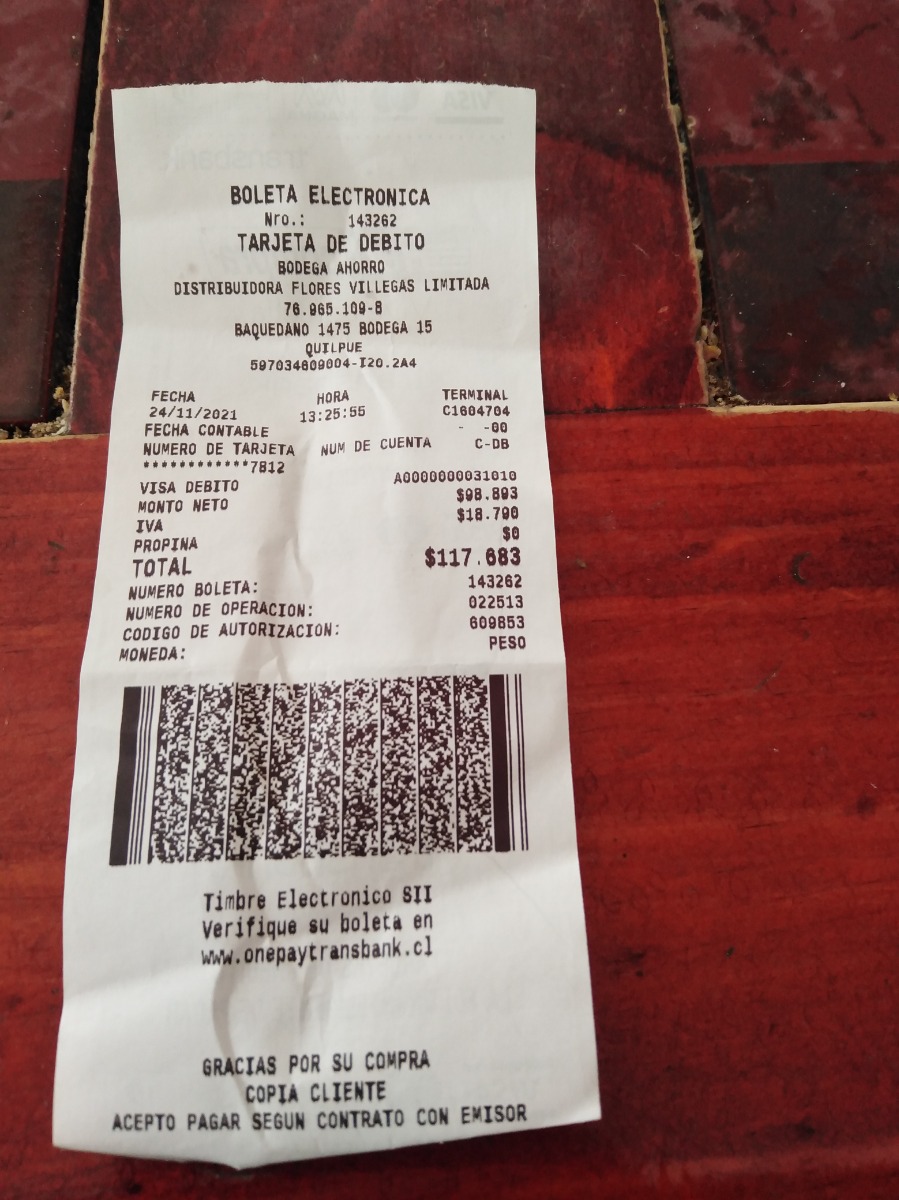 BOLETA ELECTRONICA
Nro.: 143262
TARJETA DE DEBITO
BODEGA AHORRO
DISTRIBUIDORA FLORES VILLEGAS LIMITADA
76.965.109-8
BAQUEDANO 1475 BODEGA 15
QUILPUE
597034809004-I20.2A4
FECHA HORA TERMINAL
24/11/2021 13:25:55 C1604704
FECHA CONTABLE - -00
NUMERO DE TARJETA NUM DE CUENTA C-DB
************7812
VISA DEBITO A0000000031010
MONTO NETO $98.893
IVA $18.790
PROPINA $0
TOTAL $117.683
NUMERO BOLETA: 143262
NUMERO DE OPERACION: 022513
CODIGO DE AUTORIZACION: 609853
MONEDA: PESO
Timbre Electronico SII
Verifique su boleta en
www.onepaytransbank.cl
GRACIAS POR SU COMPRA
COPIA CLIENTE
ACEPTO PAGAR SEGUN CONTRATO CON EMISOR